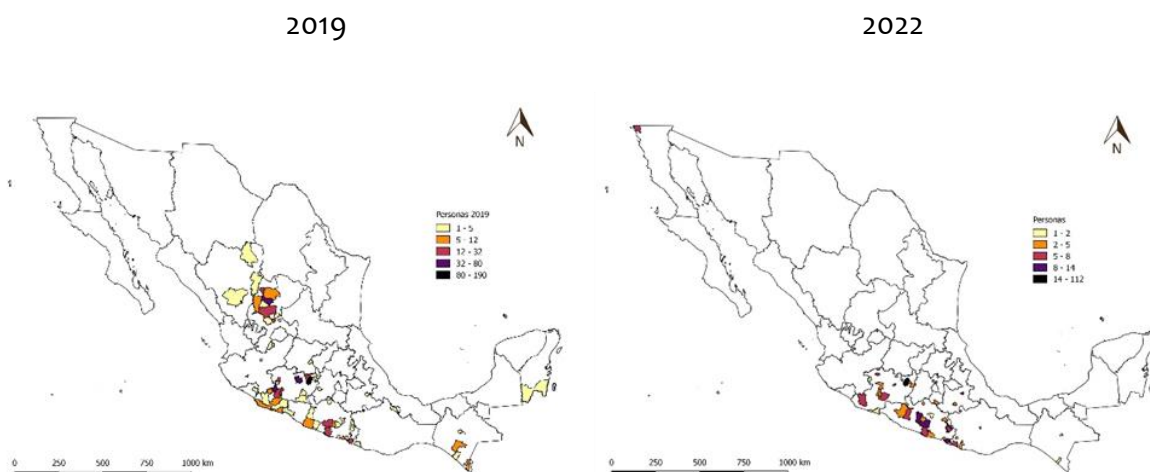 2019
2022
N
Personas 2019
1 - 5
5 - 12
12 - 32
32 - 80
80 - 190
0 250 500 750 1000 km
N
Personas
1 - 2
2 - 5
5 - 8
8 - 14
14 - 112
0 250 500 750 1000 km